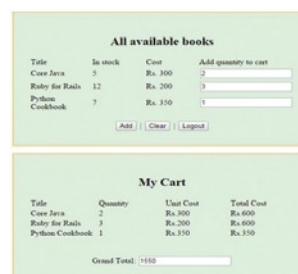 All available books
Title In stock Cost Add quantity to cart
Core Java 5 Rs. 300 2
Ruby for Rails 12 Rs. 200 3
Python Cookbook 7 Rs. 350 1
Add | Clear | Logout
My Cart
Title Quantity Unit Cost Total Cost
Core Java 2 Rs.300 Rs.600
Ruby for Rails 3 Rs.200 Rs.600
Python Cookbook 1 Rs.350 Rs.350
Grand Total: 1550